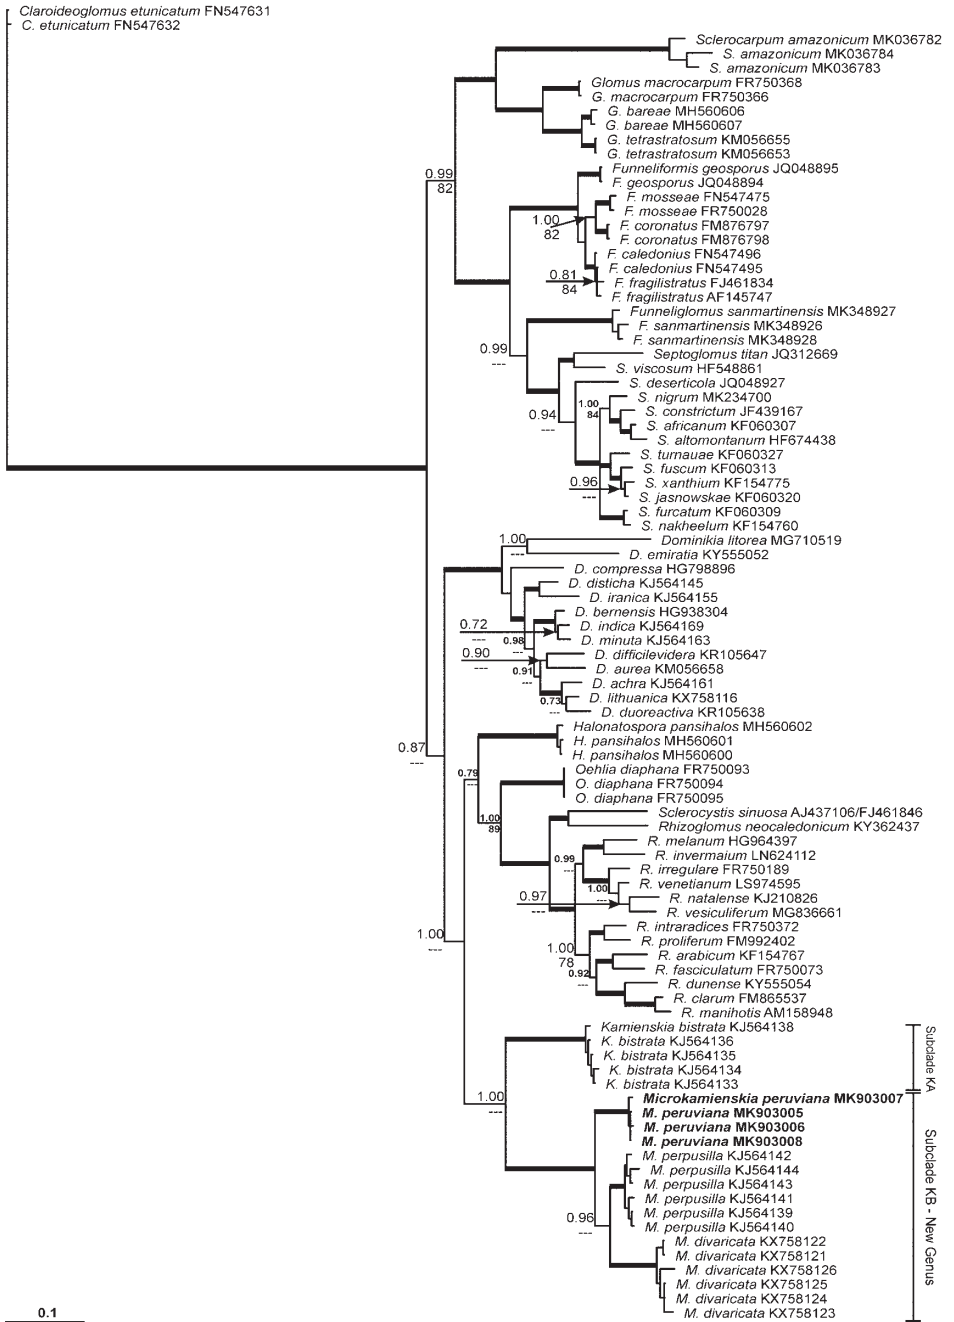 Claroideoglomus etunicatum FN547631
C. etunicatum FN547632
Sclerocarpum amazonicum MK036782
S. amazonicum MK036784
S. amazonicum MK036783
Glomus macrocarpum FR750368
G. macrocarpum FR750366
G. bareae MH560606
G. bareae MH560607
G. tetrastratosum KM056655
G. tetrastratosum KM056653
Funneliformis geosporus JQ048895
0.99
F. geosporus JQ048894
82
F. mosseae FN547475
F. mosseae FR750028
1.00
F. coronatus FM876797
82
F. coronatus FM876798
F. caledonius FN547496
F. caledonius FN547495
0.81
F. fragilistratus FJ461834
84
F. fragilistratus AF145747
Funneliglomus sanmartinensis MK348927
F. sanmartinensis MK348926
F. sanmartinensis MK348928
0.99
Septoglomus titan JQ312669
---
S. viscosum HF548861
S. deserticola JQ048927
S. nigrum MK234700
1.00
S. constrictum JF439167
0.94
84
S. africanum KF060307
---
S. altomontanum HF674438
S. turnauae KF060327
S. fuscum KF060313
0.96
S. xanthium KF154775
---
S. jasnowskae KF060320
S. furcatum KF060309
S. nakheelum KF154760
1.00
Dominikia litorea MG710519
---
D. emiratia KY555052
D. compressa HG798896
D. disticha KJ564145
D. iranica KJ564155
D. bernensis HG938304
0.72
D. indica KJ564169
---
0.98
D. minuta KJ564163
---
0.90
D. difficilevidera KR105647
---
0.91
D. aurea KM056658
---
D. achra KJ564161
0.73
D. lithuanica KX758116
---
D. duoreactiva KR105638
Halonatospora pansihalos MH560602
H. pansihalos MH560601
0.87
---
H. pansihalos MH560600
0.79
---
Oehlia diaphana FR750093
O. diaphana FR750094
O. diaphana FR750095
1.00
89
Sclerocystis sinuosa AJ437106/FJ461846
Rhizoglomus neocaledonicum KY362437
R. melanum HG964397
0.99
---
R. invermaium LN624112
R. irregulare FR750189
1.00
---
R. venetianum LS974595
0.97
---
R. natalense KJ210826
R. vesiculiferum MG836661
R. intraradices FR750372
1.00
---
R. proliferum FM992402
1.00
78
R. arabicum KF154767
0.92
---
R. fasciculatum FR750073
R. dunense KY555054
R. clarum FM865537
R. manihotis AM158948
Kamienskia bistrata KJ564138
K. bistrata KJ564136
K. bistrata KJ564135
K. bistrata KJ564134
K. bistrata KJ564133
Subclade KA
1.00
---
Microkamienskia peruviana MK903007
M. peruviana MK903005
M. peruviana MK903006
M. peruviana MK903008
M. perpusilla KJ564142
M. perpusilla KJ564144
M. perpusilla KJ564143
M. perpusilla KJ564141
M. perpusilla KJ564139
0.96
---
M. perpusilla KJ564140
M. divaricata KX758122
M. divaricata KX758121
M. divaricata KX758126
M. divaricata KX758125
M. divaricata KX758124
M. divaricata KX758123
Subclade KB - New Genus
0.1